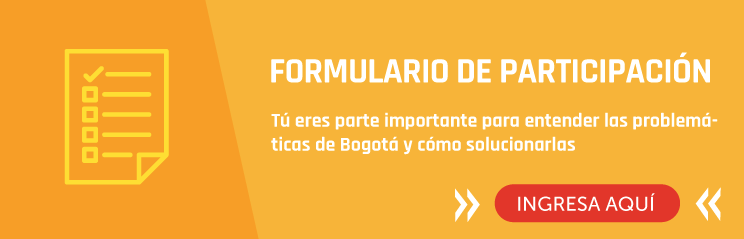 FORMULARIO DE PARTICIPACIÓN
Tú eres parte importante para entender las problemá-
ticas de Bogotá y cómo solucionarlas
INGRESA AQUÍ